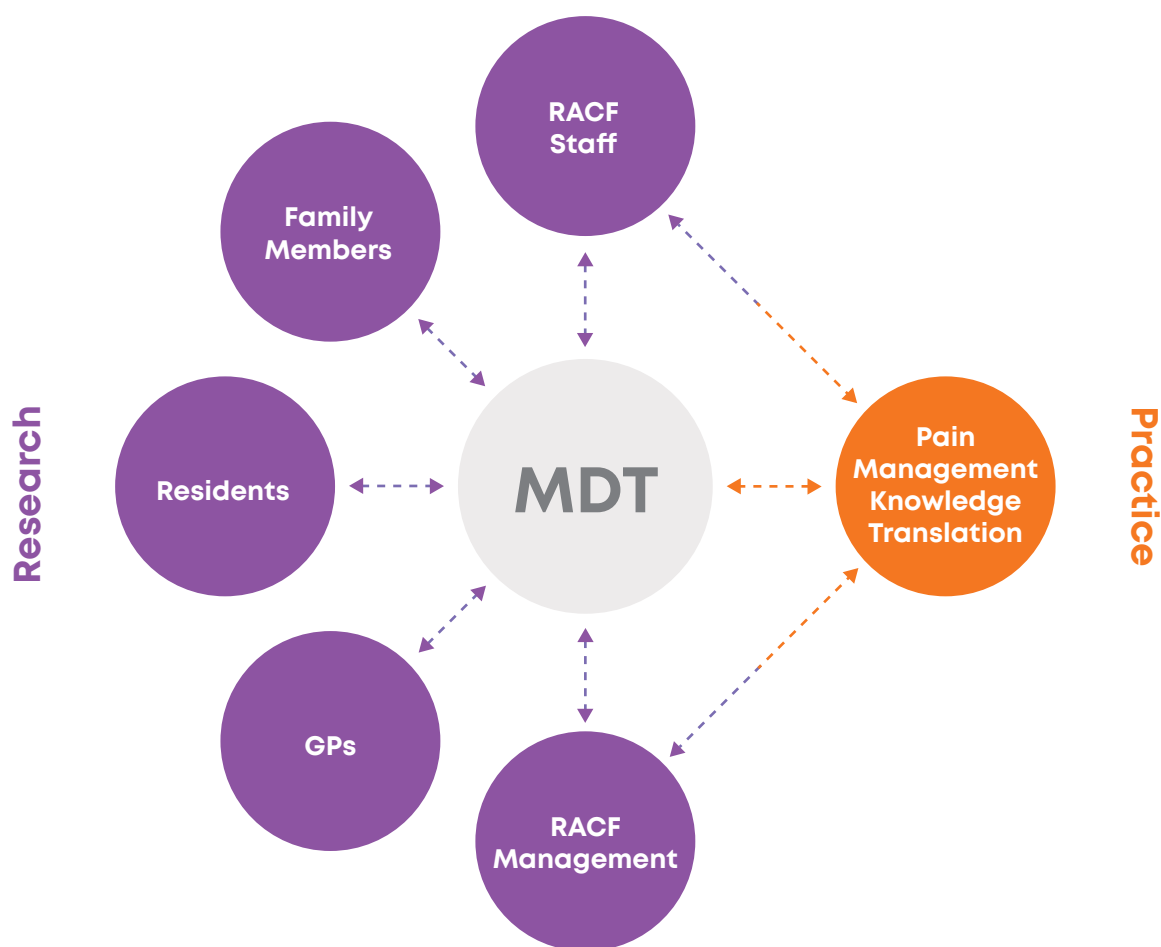 RACF
Staff
Family
Members
Research
Residents
MDT
Pain
Management
Knowledge
Translation
Practice
GPs
RACF
Management